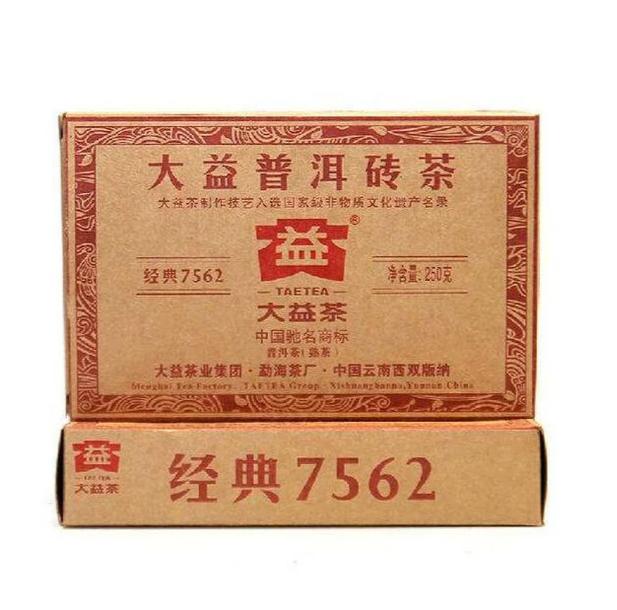 大益普洱砖茶
大益茶制作技艺入选国家级非物质文化遗产名录
益
®
经典7562
净含量:250克
TAETEA
大益茶
中国驰名商标
普洱茶(熟茶)
大益茶业集团·勐海茶厂·中国云南西双版纳
Menghai Tea Factory, TAETEA Group, Xishuangbanna, Yunnan, China
益
TAETEA
大益茶
经典7562